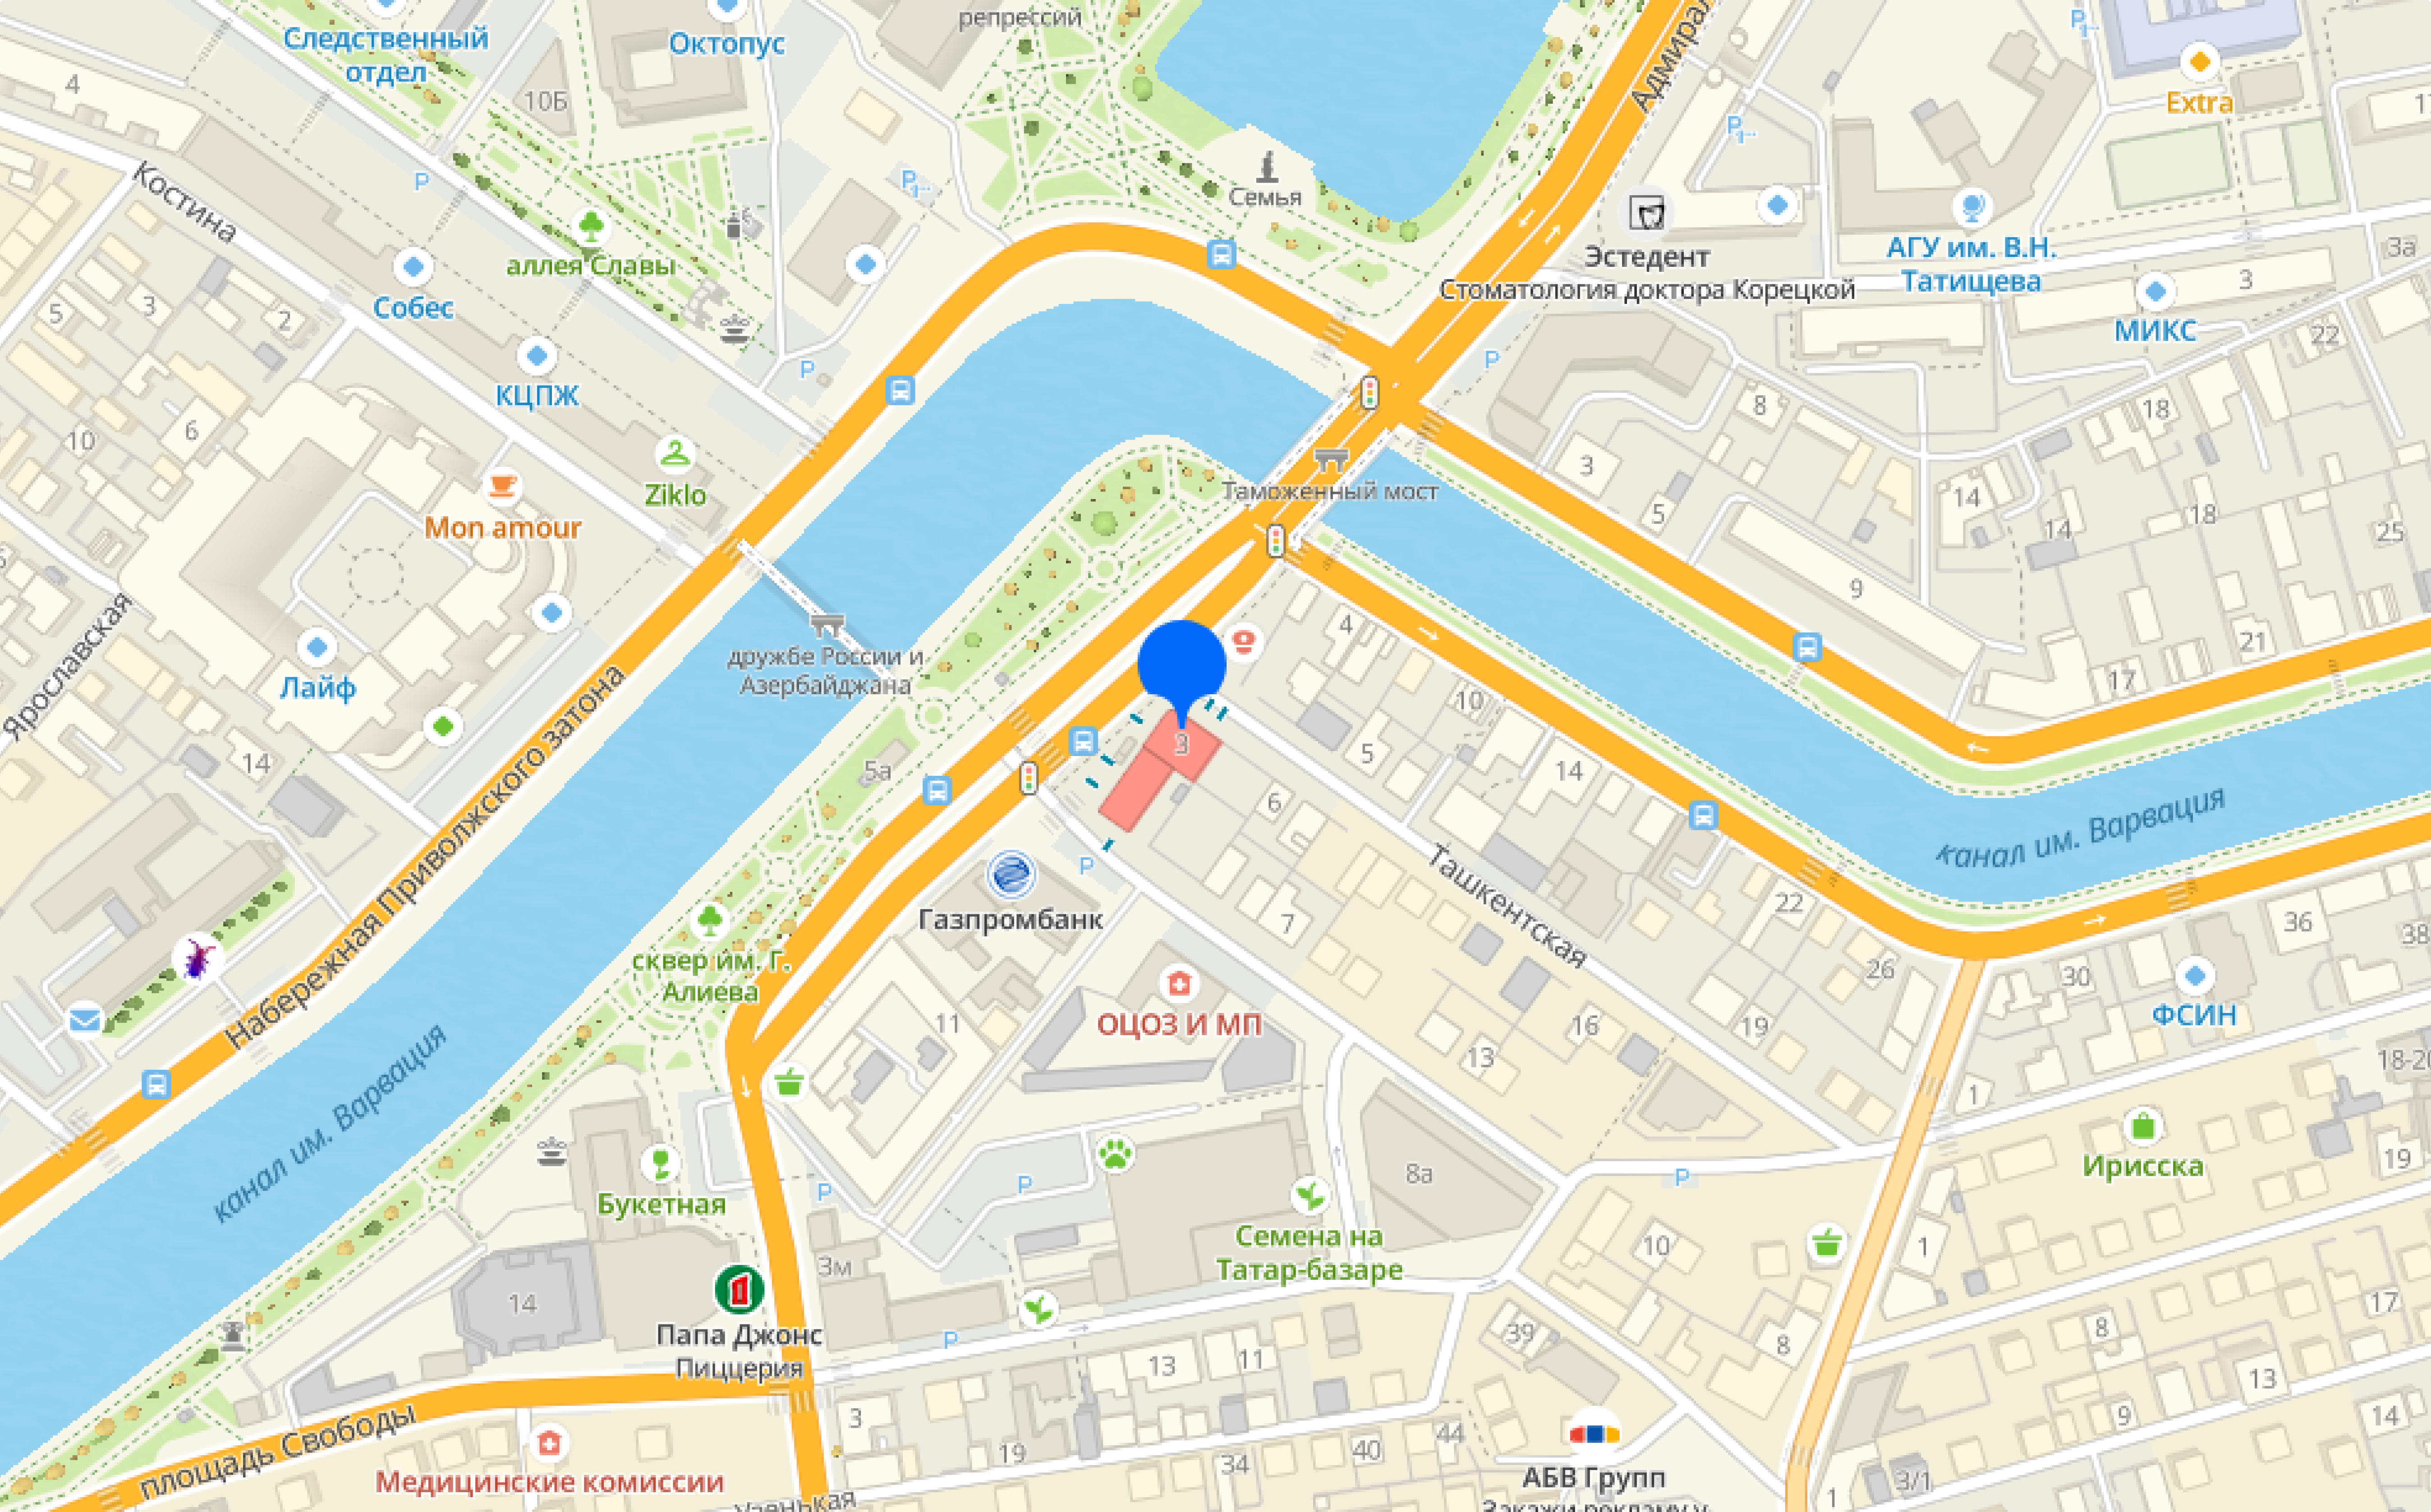 репрессий
Следственный
отдел
Октопус
Адмирал
4
10Б
Extra
P
P
P
P
Костина
Семья
аллея Славы
Эстедент
Стоматология доктора Корецкой
АГУ им. В.Н.
Татищева
3а
3
МИКС
22
5
3
2
Собес
P
P
КЦПЖ
8
18
10
6
3
Ziklo
5
14
14
18
25
Mon amour
Таможенный мост
9
дружбе России и
Азербайджана
4
21
17
Ярославская
Лайф
10
14
5а
3
5
14
6
канал им. Варвация
Набережная Приволжского затона
P
Газпромбанк
7
Ташкентская
22
36
38
26
30
сквер им. Г.
Алиева
11
ОЦОЗ И МП
16
19
13
ФСИН
18-20
1
канал им. Варвация
Букетная
P
P
8а
P
Ирисска
19
Семена на
Татар-базаре
10
1
3м
14
Папа Джонс
Пиццерия
P
39
8
8
17
13
11
13
площадь Свободы
3
19
34
40
44
9
14
Медицинские комиссии
АБВ Групп
Закажи рекламу у
3/1
1
Узенькая